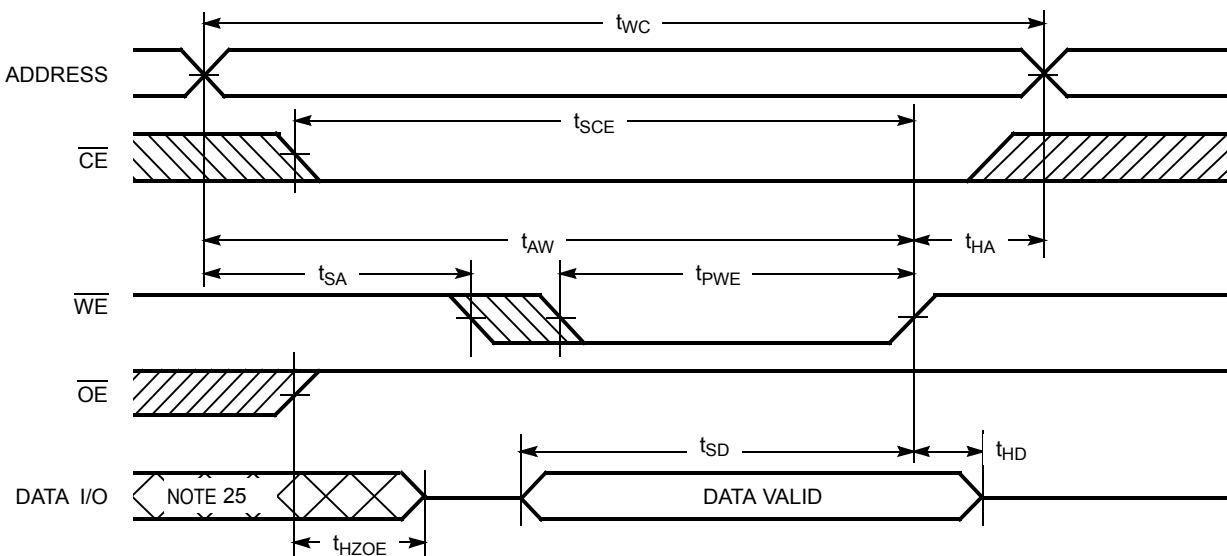 tWC
ADDRESS
tSCE
CE
tAW
tHA
tSA
tPWE
WE
OE
tSD
tHD
DATA I/O NOTE 25 DATA VALID
tHZOE